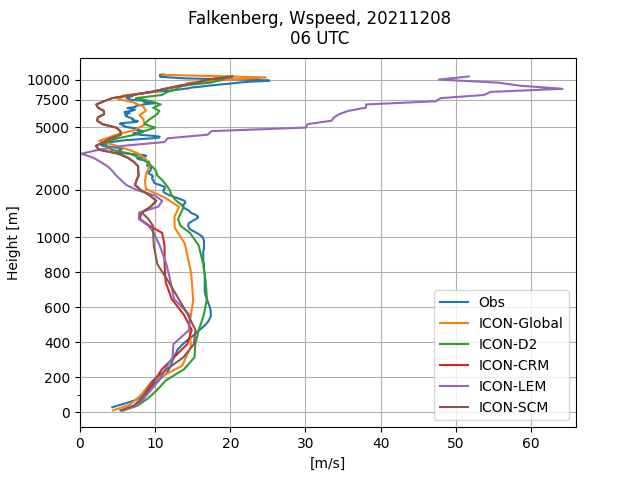 Falkenberg, Wspeed, 20211208
06 UTC
10000
7500
5000
2000
1000
800
600
400
200
0
Height [m]
0 10 20 30 40 50 60
[m/s]
Obs
ICON-Global
ICON-D2
ICON-CRM
ICON-LEM
ICON-SCM